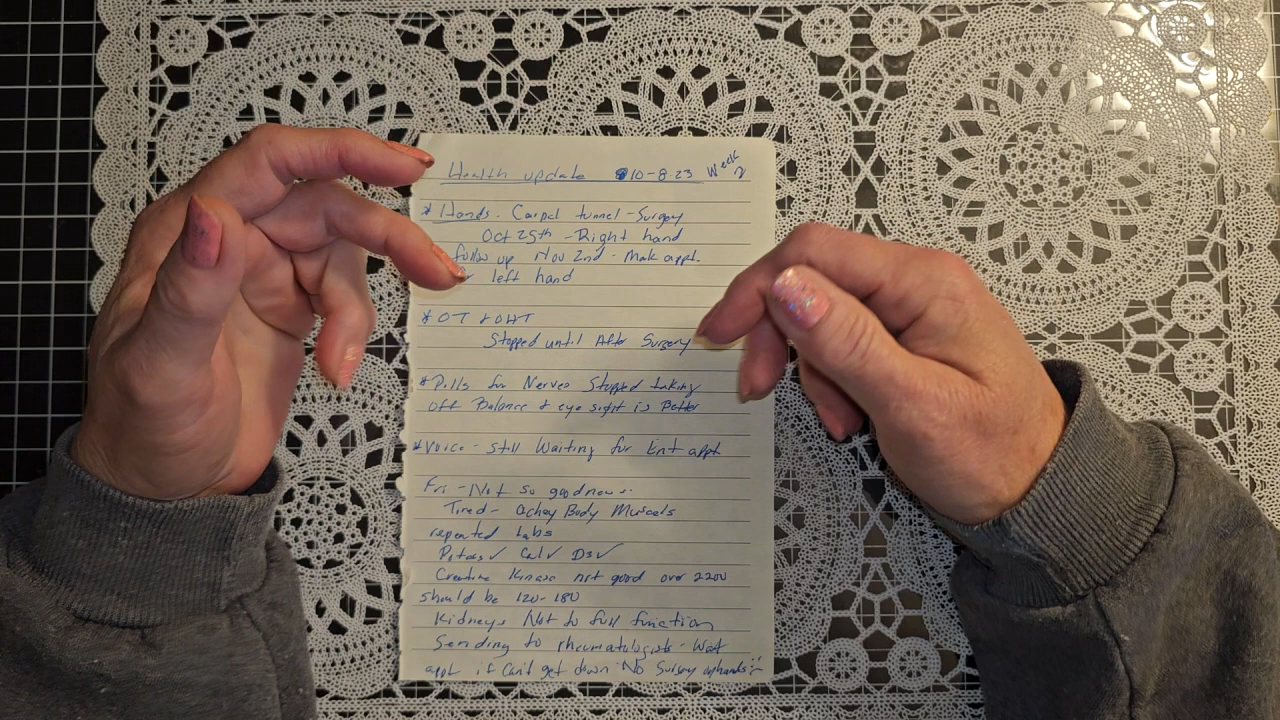 Health update 10-8-23 Week 2
* Hands. Carpal tunnel - Surgery
Oct 25th - Right hand
follow up Nov 2nd - Mak appt.
left hand
* OT
Stopped until After Surgery
* Pills for Nerves Stopped taking
off Balance & eye sight is Better
* Voice - Still Waiting for Ent appt
Fri - Not so good news.
Tired - Achey Body Muscels
repeated Labs
Potass ✓ Cal ✓ D3 ✓
Creatine Kinase not good over 2200
should be 120-180
Kidneys Not to full function
Sending to rheumatologists - Wait
appt if Can't get down No Surgery on hands :-